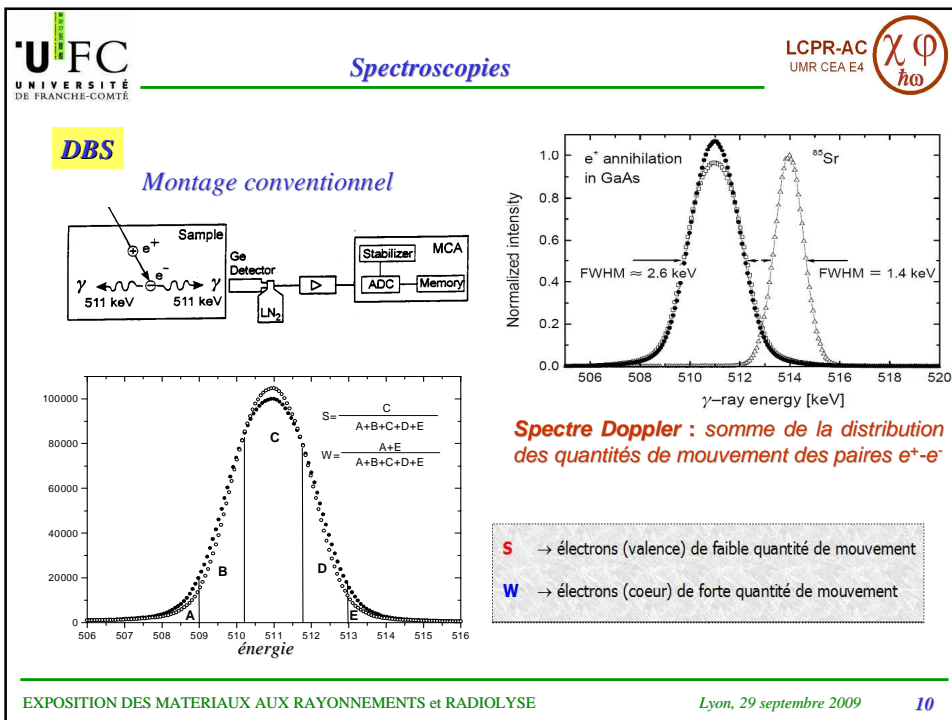 UFC
UNIVERSITÉ
DE FRANCHE-COMTÉ
Spectroscopies
LCPR-AC
UMR CEA E4
χ φ
ħω
DBS
Montage conventionnel
Sample
e+
e-
γ
γ
511 keV
511 keV
Ge
Detector
LN2
MCA
Stabilizer
ADC
Memory
e+ annihilation
in GaAs
85Sr
FWHM ≈ 2.6 keV
FWHM = 1.4 keV
Normalized intensity
1.0
0.8
0.6
0.4
0.2
0.0
506 508 510 512 514 516 518 520
γ–ray energy [keV]
Spectre Doppler : somme de la distribution
des quantités de mouvement des paires e+-e-
100000
80000
60000
40000
20000
0
S= C
A+B+C+D+E
W= A+E
A+B+C+D+E
A
B
C
D
E
506 507 508 509 510 511 512 513 514 515 516
énergie
S → électrons (valence) de faible quantité de mouvement
W → électrons (coeur) de forte quantité de mouvement
EXPOSITION DES MATERIAUX AUX RAYONNEMENTS et RADIOLYSE
Lyon, 29 septembre 2009
10